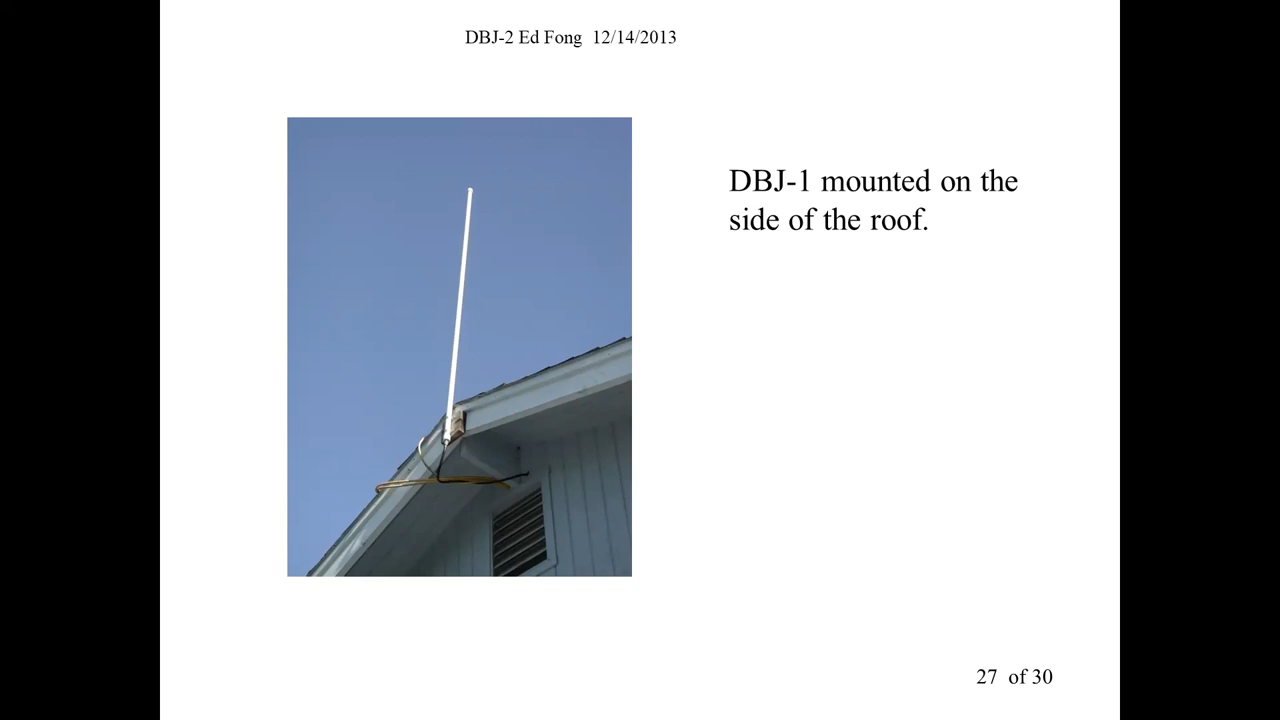 DBJ-2 Ed Fong 12/14/2013
DBJ-1 mounted on the
side of the roof.
27 of 30